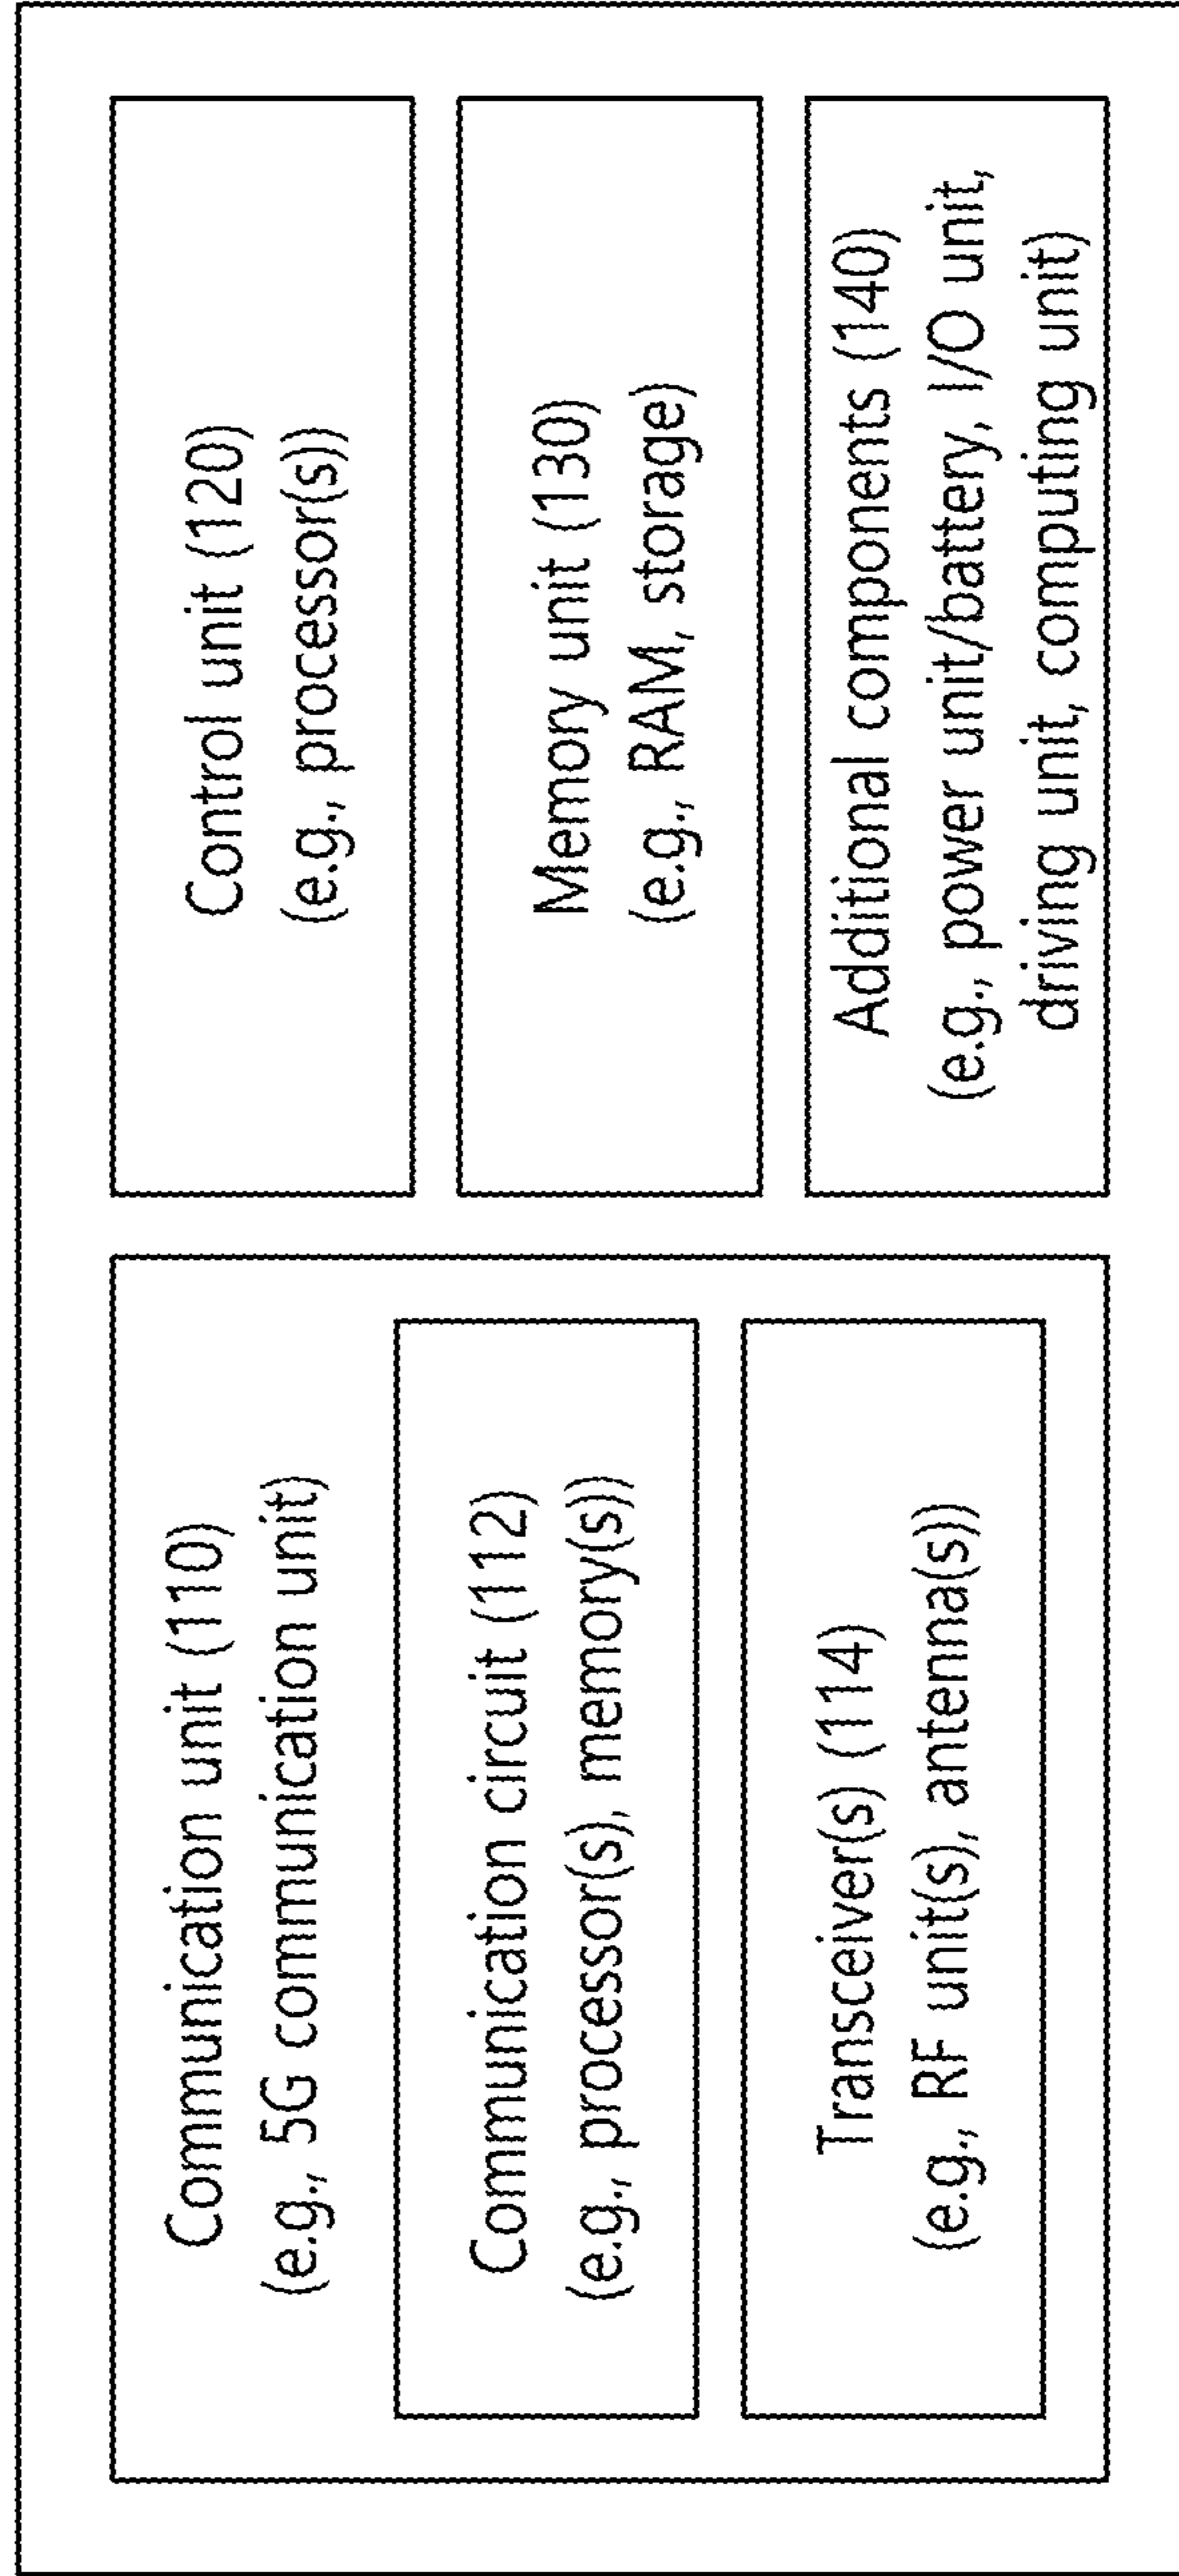 Communication unit (110)
(e.g., 5G communication unit)
Communication circuit (112)
(e.g., processor(s), memory(s))
Transceiver(s) (114)
(e.g., RF unit(s), antenna(s))
Control unit (120)
(e.g., processor(s))
Memory unit (130)
(e.g., RAM, storage)
Additional components (140)
(e.g., power unit/battery, I/O unit,
driving unit, computing unit)